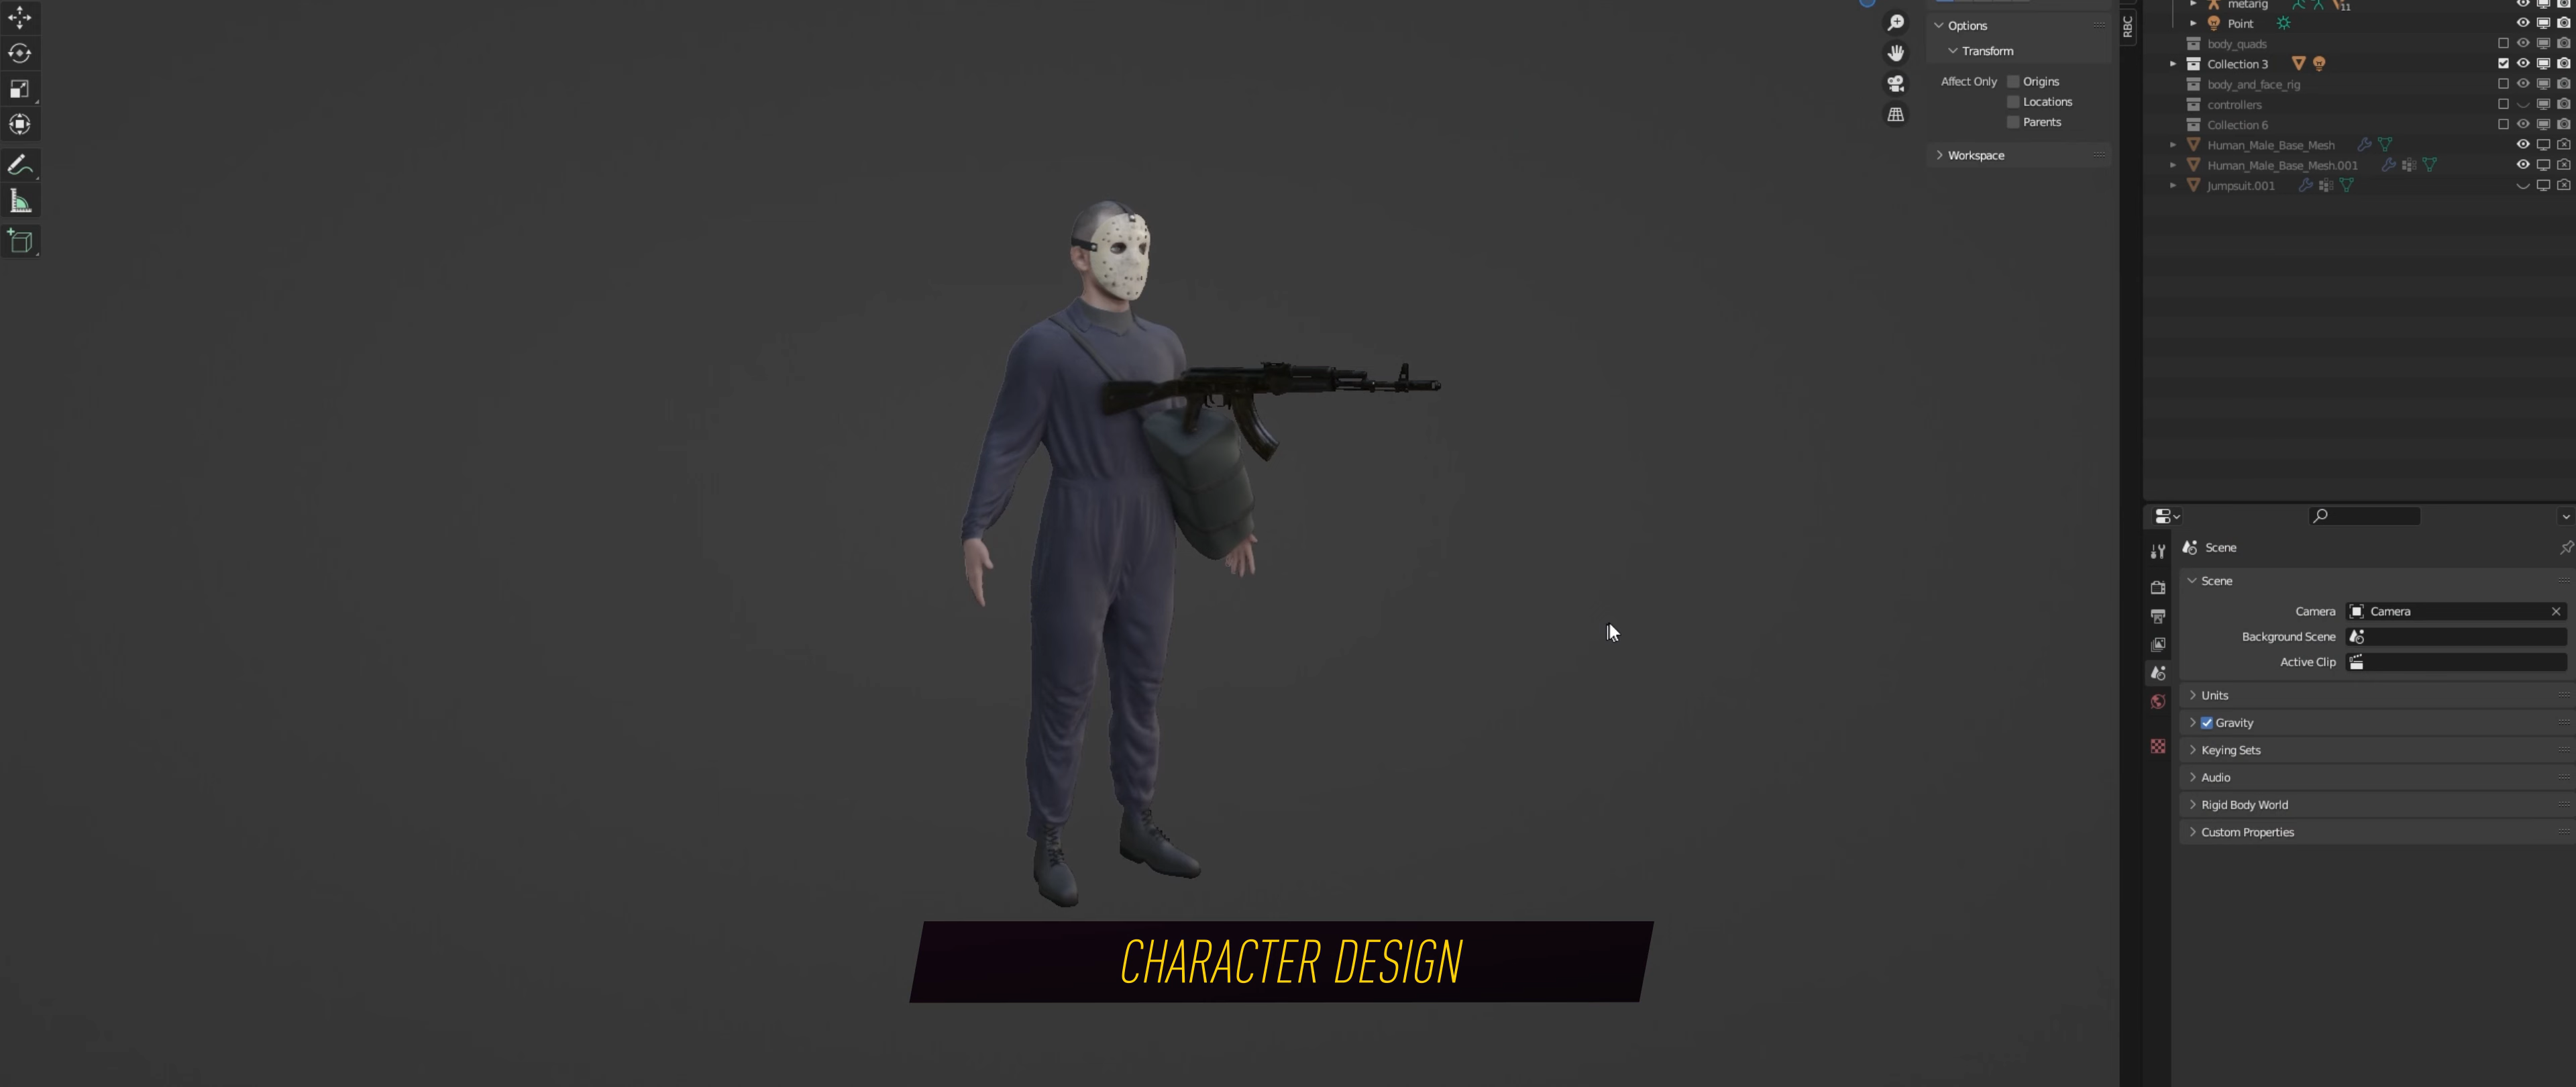 metarig
11
Point
RBC
Options
Transform
Affect Only Origins
Locations
Parents
Workspace
body_quads
Collection 3
body_and_face_rig
controllers
Collection 6
Human_Male_Base_Mesh
Human_Male_Base_Mesh.001
Jumpsuit.001
Scene
Scene
Camera Camera
Background Scene
Active Clip
Units
Gravity
Keying Sets
Audio
Rigid Body World
Custom Properties
CHARACTER DESIGN